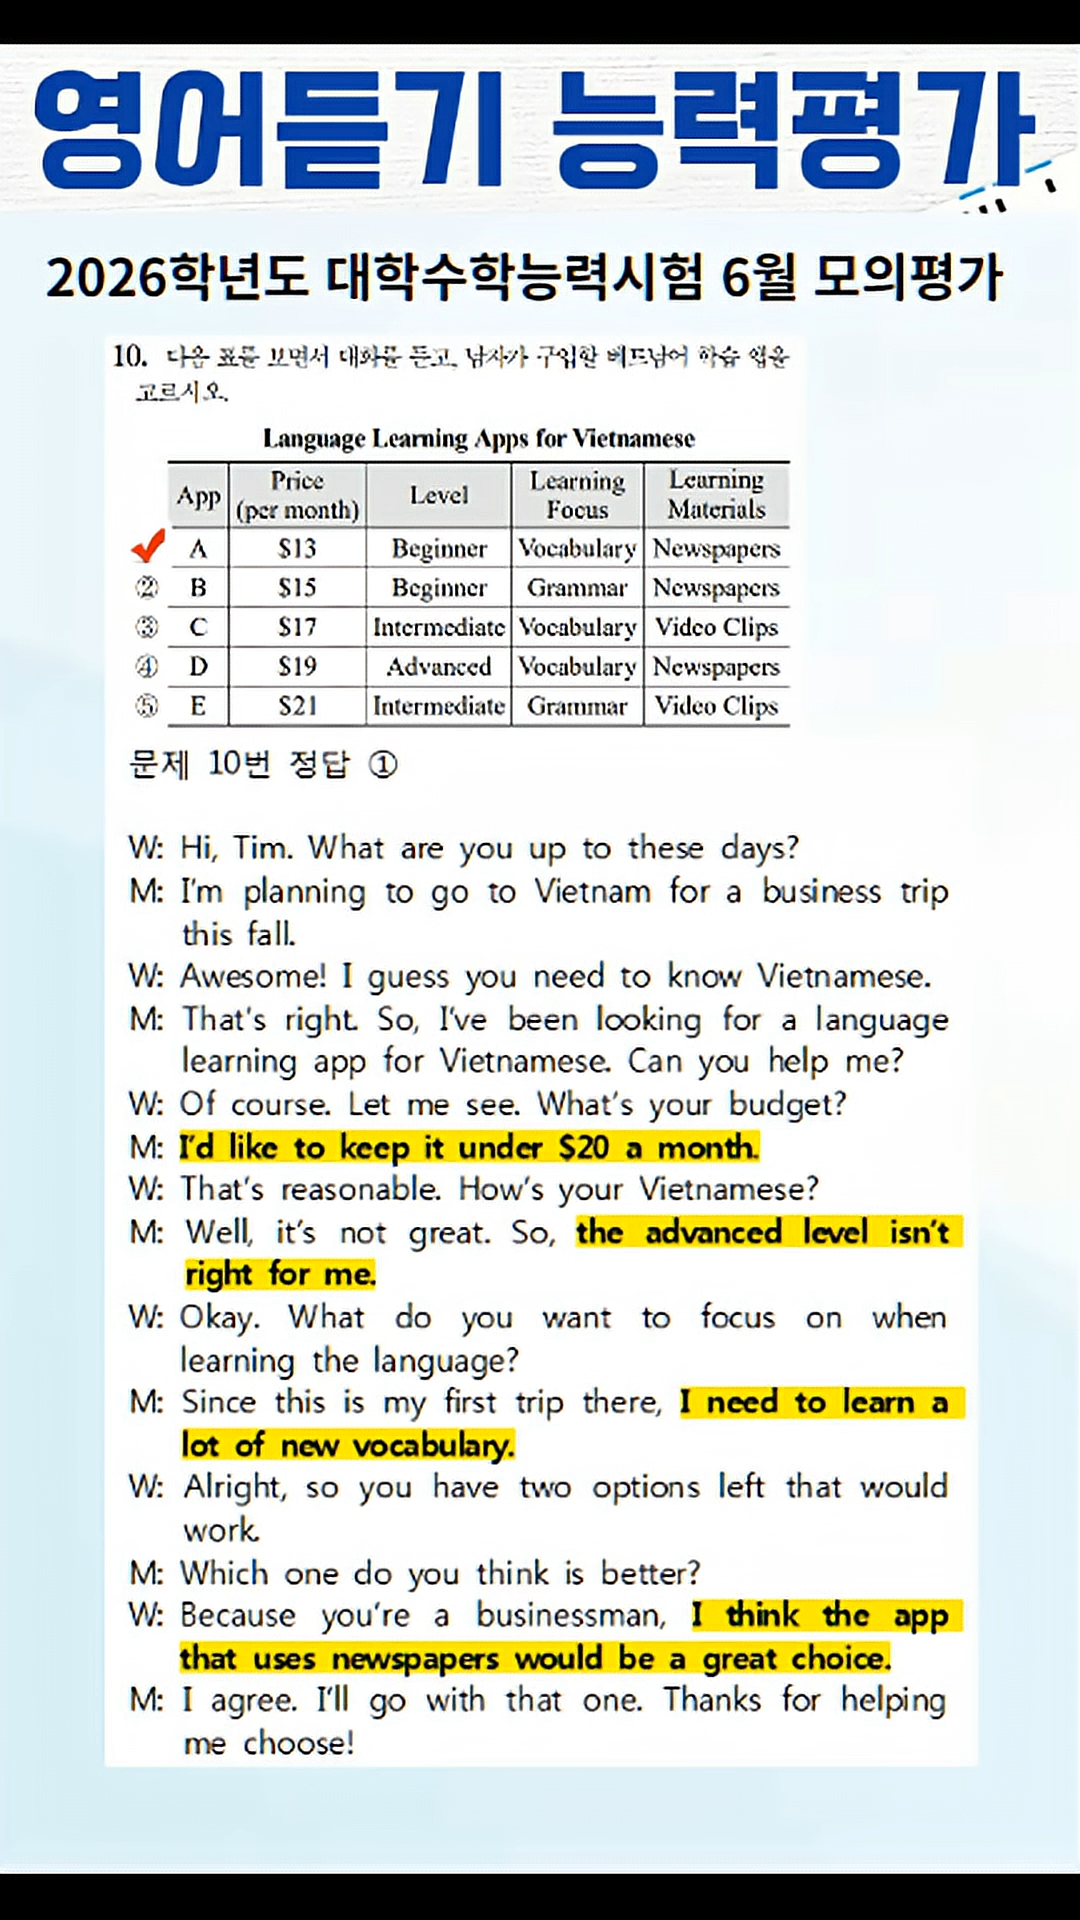 영어듣기 능력평가
2026학년도 대학수학능력시험 6월 모의평가
10. 다음 표를 보면서 대화를 듣고, 남자가 구입할 베트남어 학습 앱을
고르시오.
Language Learning Apps for Vietnamese
App Price (per month) Level Learning Focus Learning Materials
A $13 Beginner Vocabulary Newspapers
② B $15 Beginner Grammar Newspapers
③ C $17 Intermediate Vocabulary Video Clips
④ D $19 Advanced Vocabulary Newspapers
⑤ E $21 Intermediate Grammar Video Clips
문제 10번 정답 ①
W: Hi, Tim. What are you up to these days?
M: I'm planning to go to Vietnam for a business trip
this fall.
W: Awesome! I guess you need to know Vietnamese.
M: That's right. So, I've been looking for a language
learning app for Vietnamese. Can you help me?
W: Of course. Let me see. What's your budget?
M: I'd like to keep it under $20 a month.
W: That's reasonable. How's your Vietnamese?
M: Well, it's not great. So, the advanced level isn't
right for me.
W: Okay. What do you want to focus on when
learning the language?
M: Since this is my first trip there, I need to learn a
lot of new vocabulary.
W: Alright, so you have two options left that would
work.
M: Which one do you think is better?
W: Because you're a businessman, I think the app
that uses newspapers would be a great choice.
M: I agree. I'll go with that one. Thanks for helping
me choose!